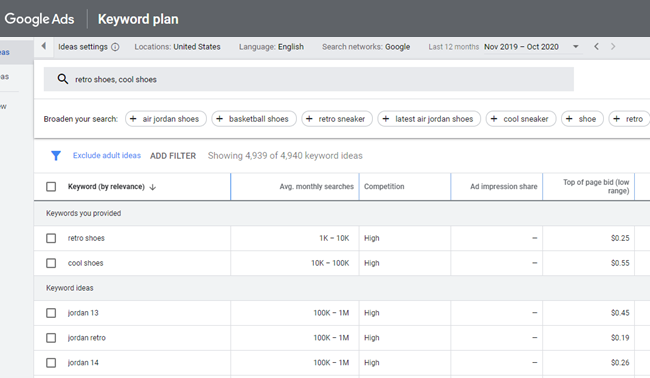 Google Ads | Keyword plan
eas
Ideas settings Locations: United States Language: English Search networks: Google Last 12 months Nov 2019 – Oct 2020
eas
retro shoes, cool shoes
ew
Broaden your search: + air jordan shoes + basketball shoes + retro sneaker + latest air jordan shoes + cool sneaker + shoe + retro
Exclude adult ideas ADD FILTER Showing 4,939 of 4,940 keyword ideas
Keyword (by relevance) ↓ Avg. monthly searches Competition Ad impression share Top of page bid (low range)
Keywords you provided
retro shoes 1K – 10K High – $0.25
cool shoes 10K – 100K High – $0.55
Keyword ideas
jordan 13 100K – 1M High – $0.45
jordan retro 100K – 1M High – $0.19
jordan 14 100K – 1M High – $0.26